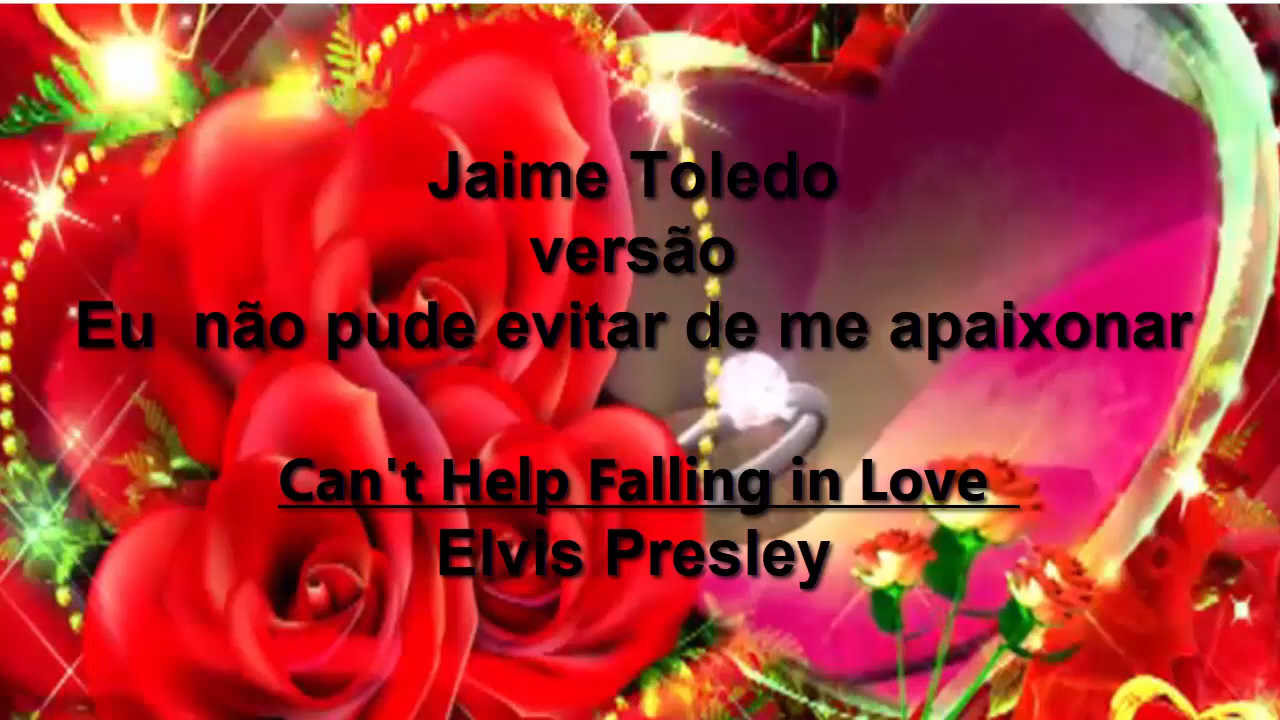 Jaime Toledo
versão
Eu  não pude evitar de me apaixonar
Can't Help Falling in Love
Elvis Presley